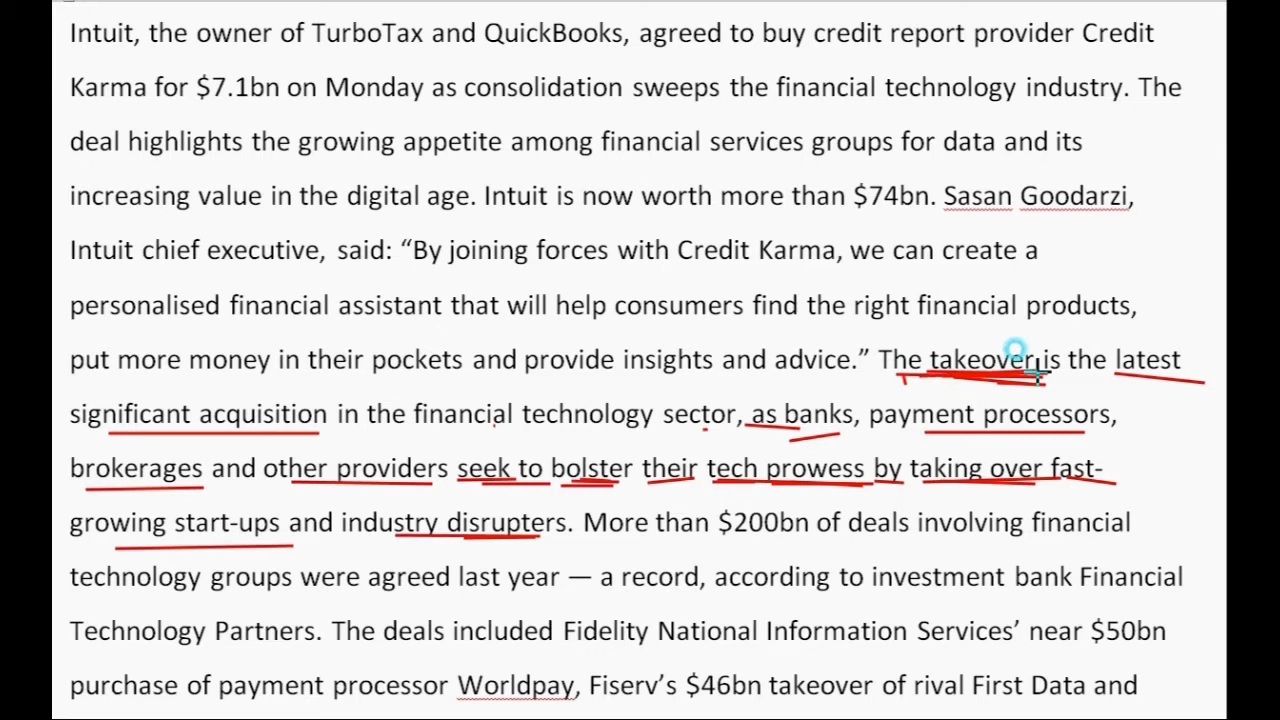 Intuit, the owner of TurboTax and QuickBooks, agreed to buy credit report provider Credit
Karma for $7.1bn on Monday as consolidation sweeps the financial technology industry. The
deal highlights the growing appetite among financial services groups for data and its
increasing value in the digital age. Intuit is now worth more than $74bn. Sasan Goodarzi,
Intuit chief executive, said: “By joining forces with Credit Karma, we can create a
personalised financial assistant that will help consumers find the right financial products,
put more money in their pockets and provide insights and advice.” The takeover is the latest
significant acquisition in the financial technology sector, as banks, payment processors,
brokerages and other providers seek to bolster their tech prowess by taking over fast-
growing start-ups and industry disrupters. More than $200bn of deals involving financial
technology groups were agreed last year — a record, according to investment bank Financial
Technology Partners. The deals included Fidelity National Information Services’ near $50bn
purchase of payment processor Worldpay, Fiserv’s $46bn takeover of rival First Data and